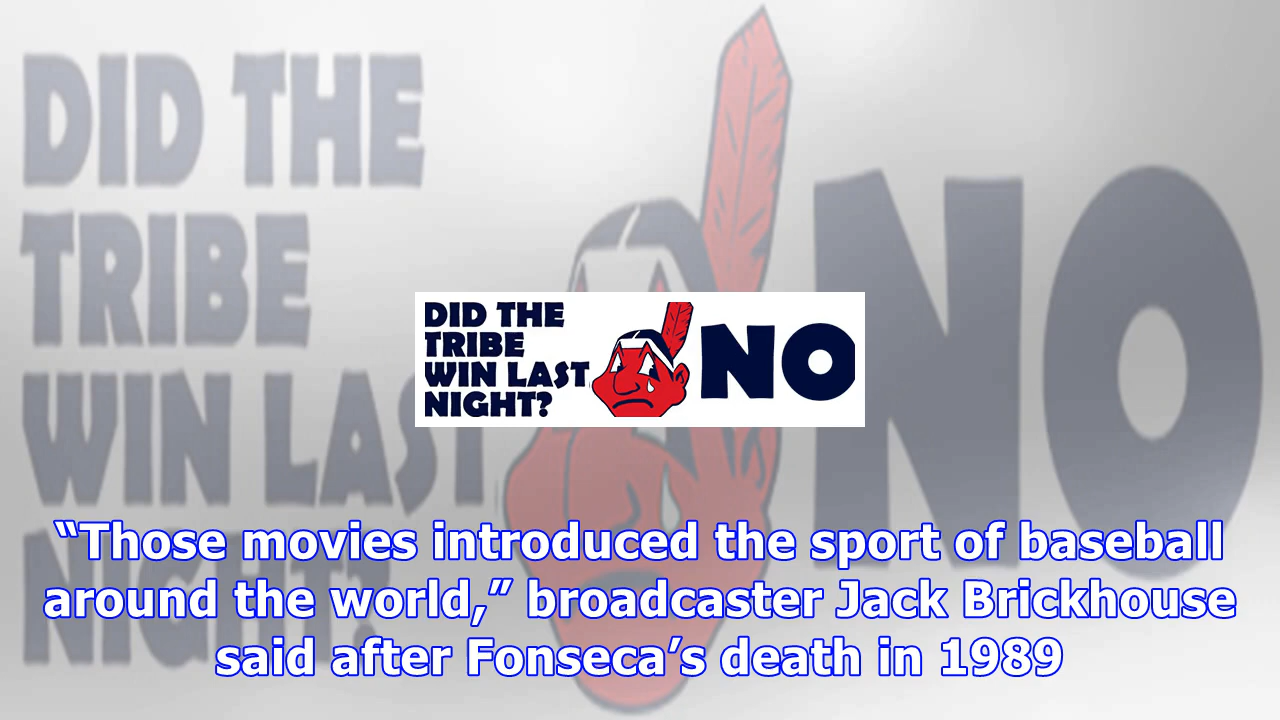 DID THE
TRIBE
WIN LAST
NIGHT?
NO
DID THE
TRIBE
WIN LAST
NIGHT?
NO
“Those movies introduced the sport of baseball
around the world,” broadcaster Jack Brickhouse
said after Fonseca’s death in 1989